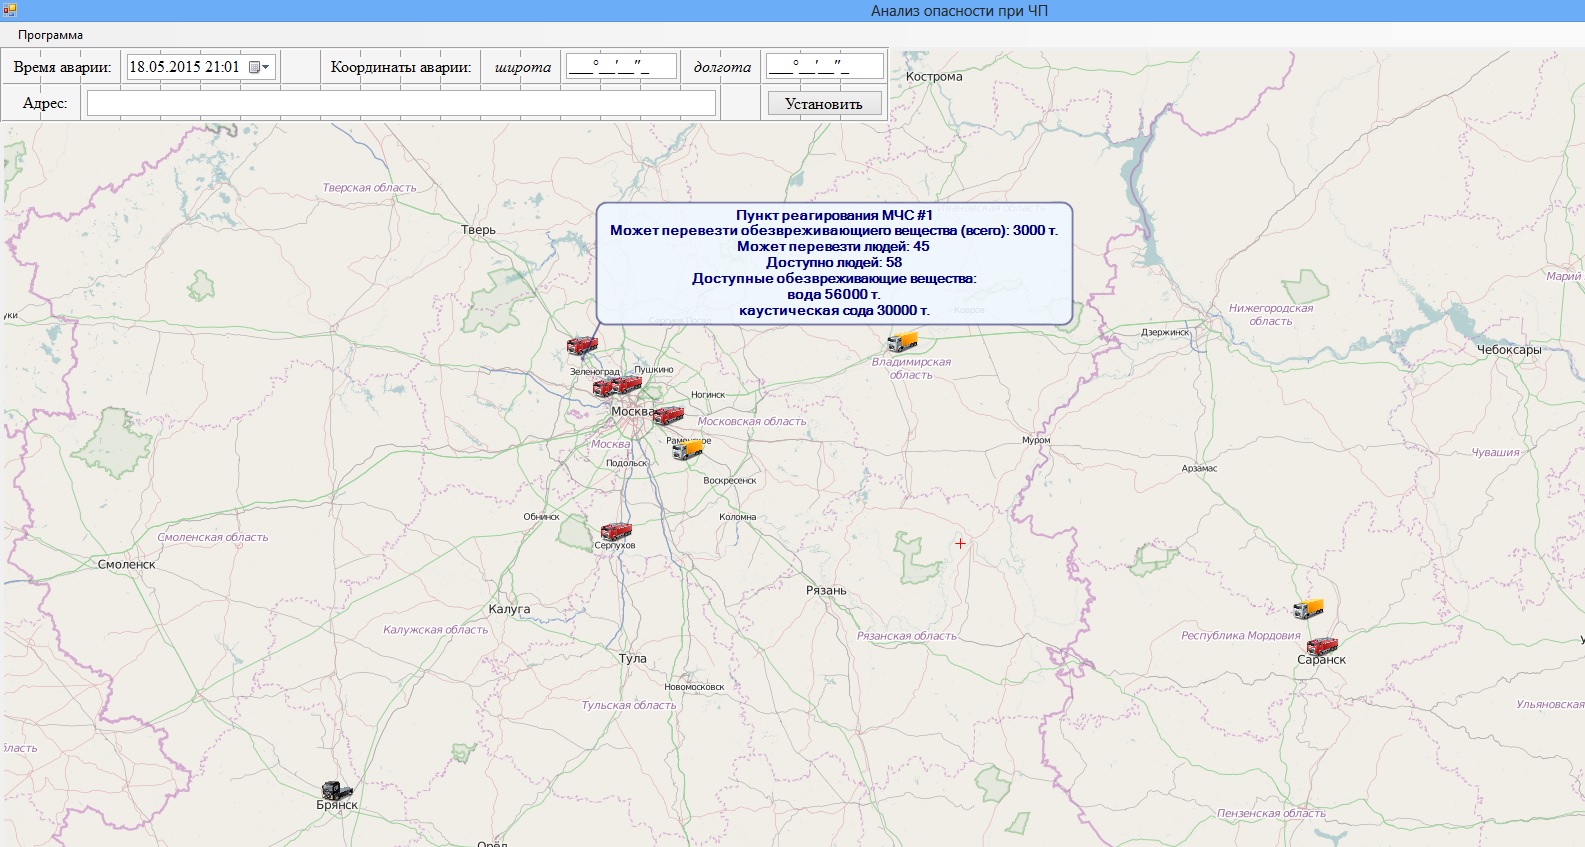 Анализ опасности при ЧП
Программа
Время аварии: 18.05.2015 21:01 Координаты аварии: широта ___°__'__"_ долгота ___°__'__"_
Адрес: Установить
Кострома
Тверская область
Тверь
Пункт реагирования МЧС #1
Может перевезти обезвреживающиего вещества (всего): 3000 т.
Может перевезти людей: 45
Доступно людей: 58
Доступные обезвреживающие вещества:
вода 56000 т.
каустическая сода 30000 т.
Марий
Нижегородская
область
уки
Дзержинск
Чебоксары
Владимирская
область
Зеленоград
Пушкино
Ногинск
Москва
Московская область
Москва
Раменское
Муром
Чувашия
Подольск
Арзамас
Воскресенск
Обнинск
Коломна
Смоленская область
Серпухов
Смоленск
Рязань
Калуга
Калужская область
Рязанская область
Республика Мордовия
Тула
Саранск
Новомосковск
Тульская область
Ульяновская
бласть
Брянск
Пензенская область
Орёл